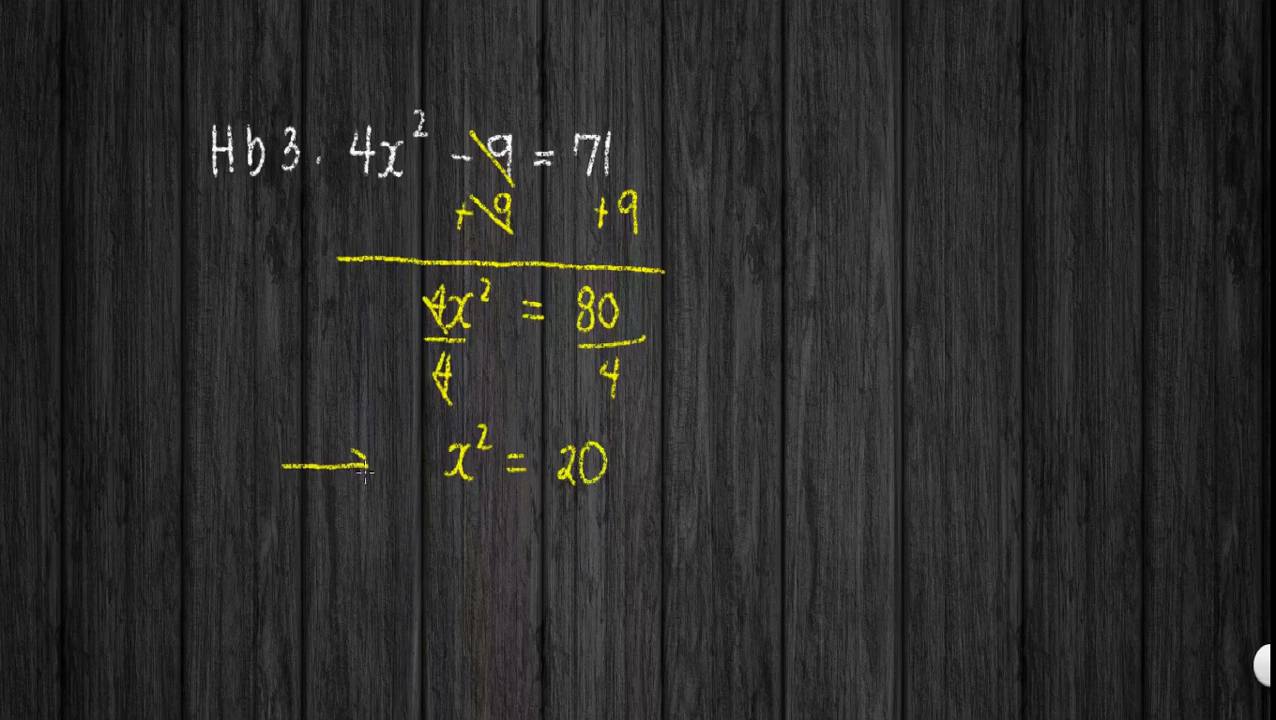 Hb3. 4x² - 9 = 71
+9 +9
4x² = 80
4 4
→ x² = 20